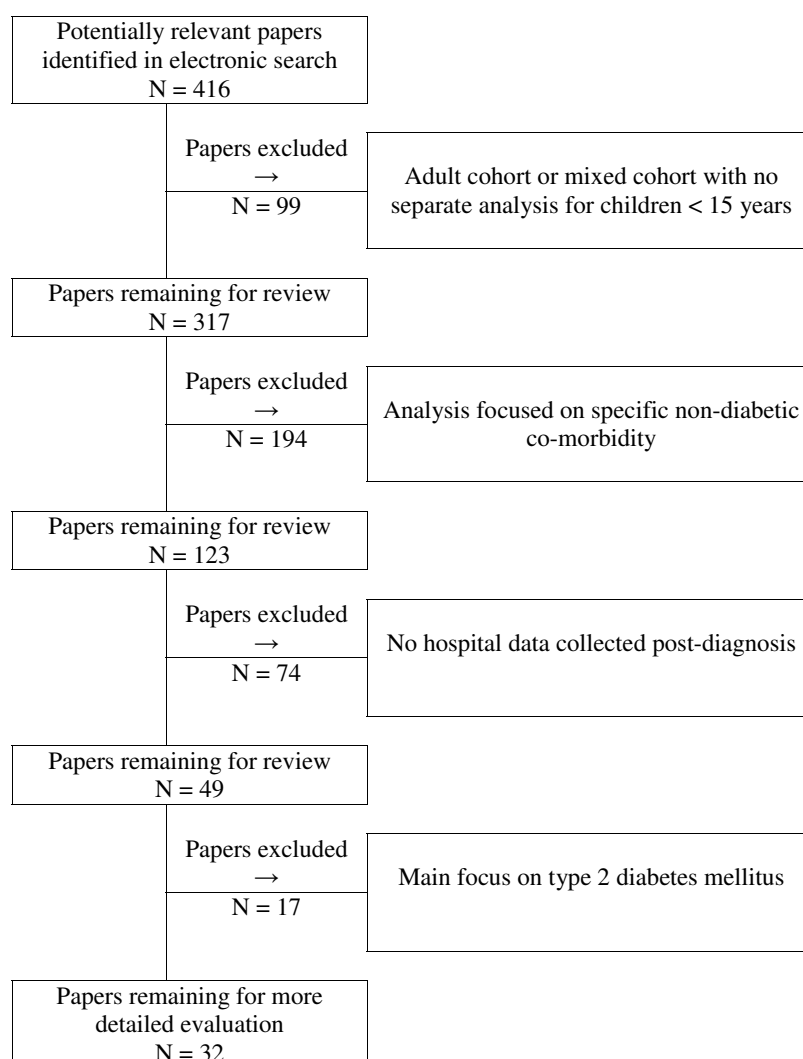 Potentially relevant papers
identified in electronic search
N = 416
Papers excluded
→
N = 99
Adult cohort or mixed cohort with no
separate analysis for children < 15 years
Papers remaining for review
N = 317
Papers excluded
→
N = 194
Analysis focused on specific non-diabetic
co-morbidity
Papers remaining for review
N = 123
Papers excluded
→
N = 74
No hospital data collected post-diagnosis
Papers remaining for review
N = 49
Papers excluded
→
N = 17
Main focus on type 2 diabetes mellitus
Papers remaining for more
detailed evaluation
N = 32